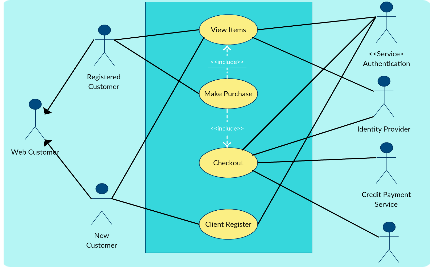 View Items
<<include>>
<<Service>
Authentication
Registered
Customer
Make Purchase
<<include>>
Identity Provider
Web Customer
Checkout
Credit Payment
Service
New
Customer
Client Register